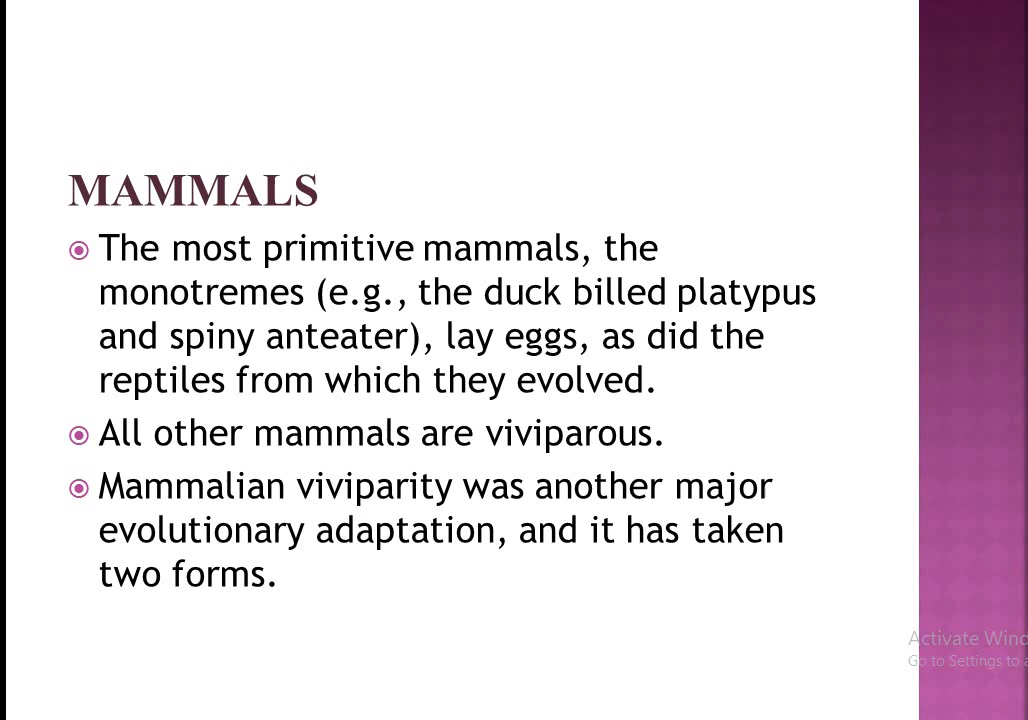 MAMMALS
The most primitive mammals, the
monotremes (e.g., the duck billed platypus
and spiny anteater), lay eggs, as did the
reptiles from which they evolved.
All other mammals are viviparous.
Mammalian viviparity was another major
evolutionary adaptation, and it has taken
two forms.
Activate Wind
Go to Settings to a